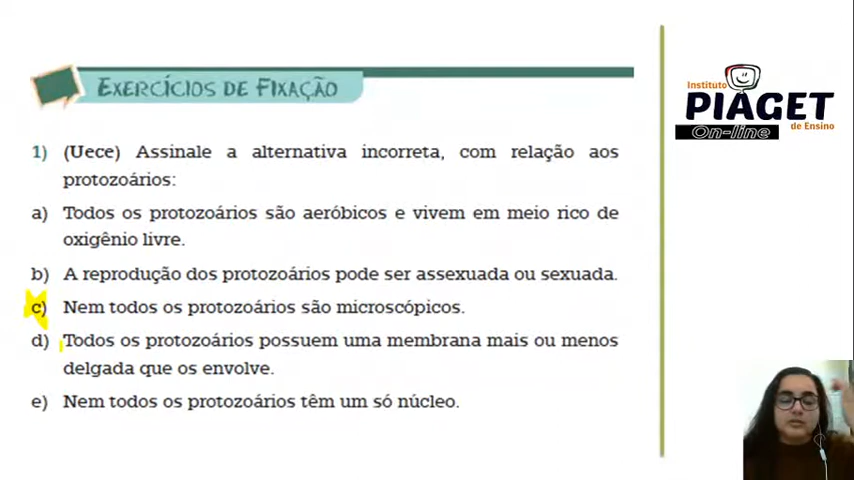 EXERCÍCIOS DE FIXAÇÃO
1) (Uece) Assinale a alternativa incorreta, com relação aos
protozoários:
a) Todos os protozoários são aeróbicos e vivem em meio rico de
oxigênio livre.
b) A reprodução dos protozoários pode ser assexuada ou sexuada.
c) Nem todos os protozoários são microscópicos.
d) Todos os protozoários possuem uma membrana mais ou menos
delgada que os envolve.
e) Nem todos os protozoários têm um só núcleo.
Instituto
PIAGET
On-line
de Ensino